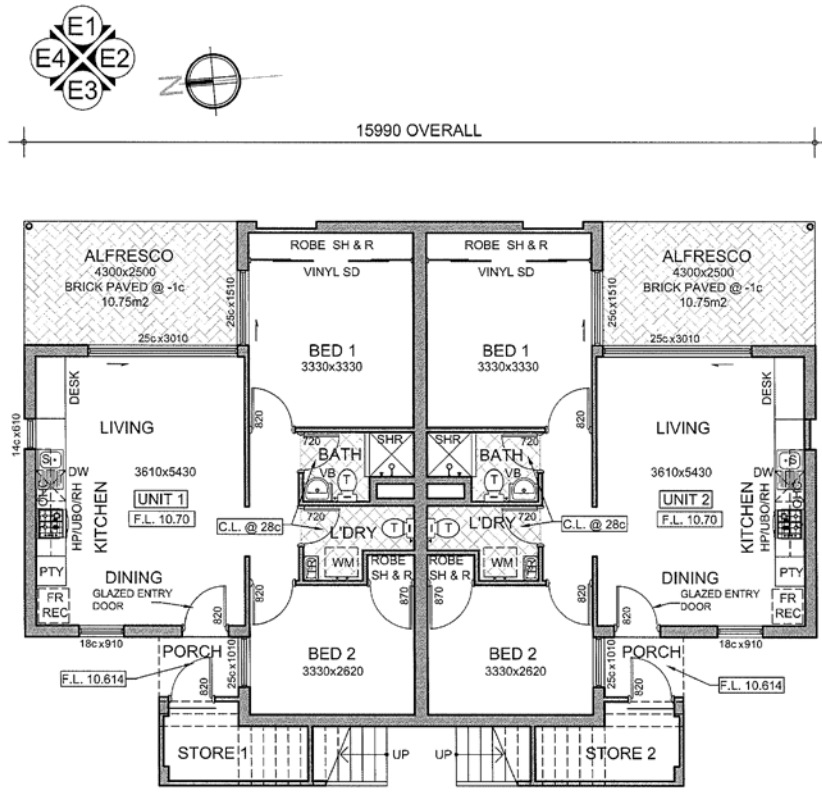 E1
E4 E2
E3
N
15990 OVERALL
ALFRESCO
4300x2500
BRICK PAVED @ -1c
10.75m2
25c x3010
25c x1510
ROBE SH & R
VINYL SD
BED 1
3330x3330
820
ROBE SH & R
VINYL SD
BED 1
3330x3330
820
25c x1510
ALFRESCO
4300x2500
BRICK PAVED @ -1c
10.75m2
25c x3010
14c x610
DESK
LIVING
3610x5430
UNIT 1
F.L. 10.70
S
DW
OHC
HP/UBO/RH
KITCHEN
PTY
FR
REC
DINING
GLAZED ENTRY
DOOR
820
18c x910
720
BATH
SHR
VB
T
C.L. @ 28c
720
L'DRY
T
WM
TR
ROBE
SH & R
820
870
BED 2
3330x2620
SHR
BATH
720
VB
T
T
L'DRY
720
C.L. @ 28c
WM
TR
ROBE
SH & R
870
820
BED 2
3330x2620
DESK
LIVING
3610x5430
UNIT 2
F.L. 10.70
S
DW
OHC
HP/UBO/RH
KITCHEN
PTY
FR
REC
DINING
GLAZED ENTRY
DOOR
820
18c x910
PORCH
25c x1010
F.L. 10.614
820
STORE 1
UP
UP
PORCH
25c x1010
F.L. 10.614
820
STORE 2